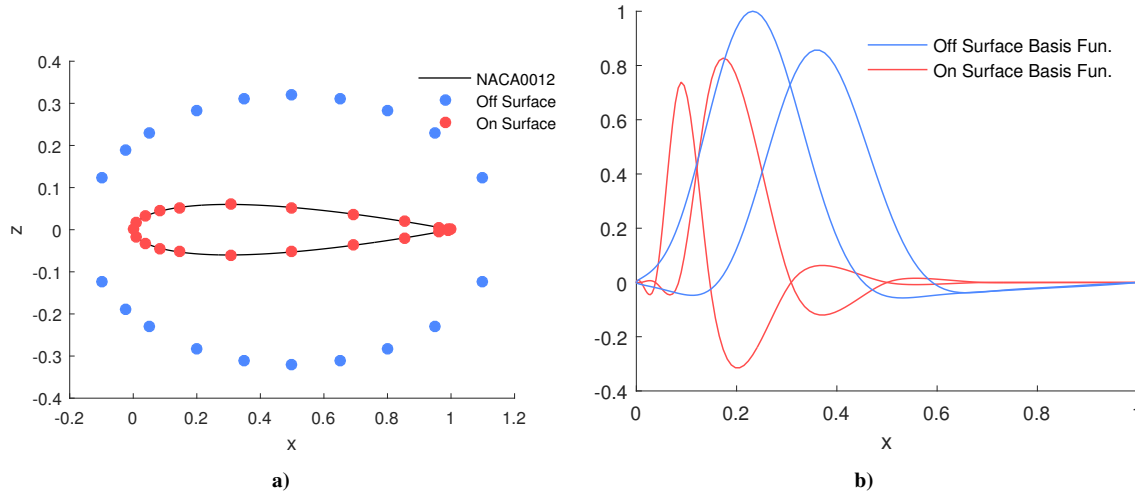 NACA0012
Off Surface
On Surface
0.4
0.3
0.2
0.1
0
-0.1
-0.2
-0.3
-0.4
z
-0.2 0 0.2 0.4 0.6 0.8 1 1.2
x
a)
Off Surface Basis Fun.
On Surface Basis Fun.
1
0.8
0.6
0.4
0.2
0
-0.2
-0.4
0 0.2 0.4 0.6 0.8 1
x
b)